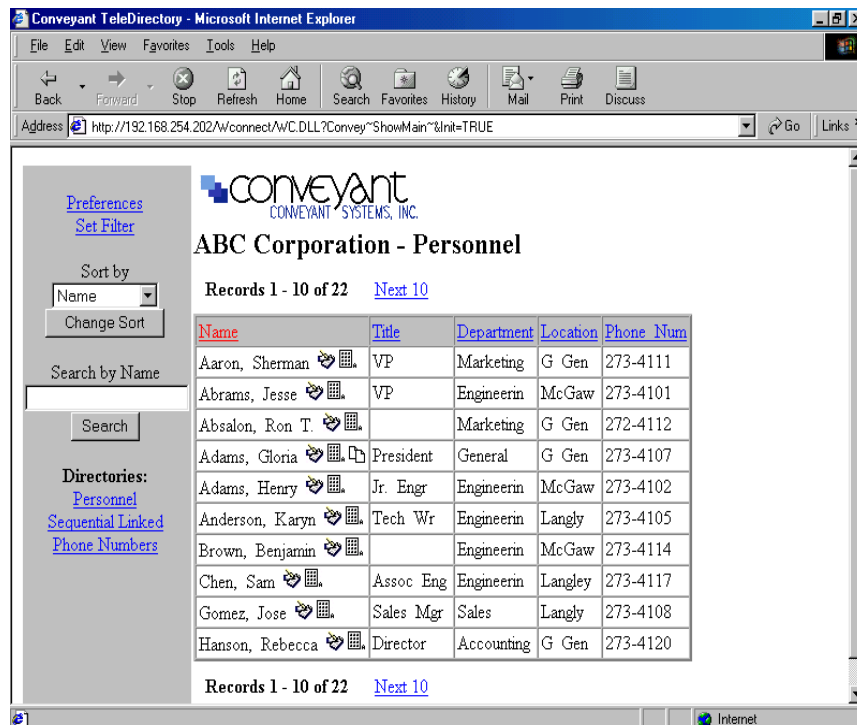 Conveyant TeleDirectory - Microsoft Internet Explorer
File Edit View Favorites Tools Help
Back Forward Stop Refresh Home Search Favorites History Mail Print Discuss
Address http://192.168.254.202/Wconnect/WC.DLL?Convey~ShowMain~&Init=TRUE Go Links
Preferences
Set Filter
Sort by
Name
Change Sort
Search by Name
Search
Directories:
Personnel
Sequential Linked
Phone Numbers
conveyant
CONVEYANT SYSTEMS, INC.
ABC Corporation - Personnel
Records 1 - 10 of 22 Next 10
Name Title Department Location Phone Num
Aaron, Sherman VP Marketing G Gen 273-4111
Abrams, Jesse VP Engineerin McGaw 273-4101
Absalon, Ron T. Marketing G Gen 272-4112
Adams, Gloria President General G Gen 273-4107
Adams, Henry Jr. Engr Engineerin McGaw 273-4102
Anderson, Karyn Tech Wr Engineerin Langly 273-4105
Brown, Benjamin Engineerin McGaw 273-4114
Chen, Sam Assoc Eng Engineerin Langley 273-4117
Gomez, Jose Sales Mgr Sales Langly 273-4108
Hanson, Rebecca Director Accounting G Gen 273-4120
Records 1 - 10 of 22 Next 10
Internet